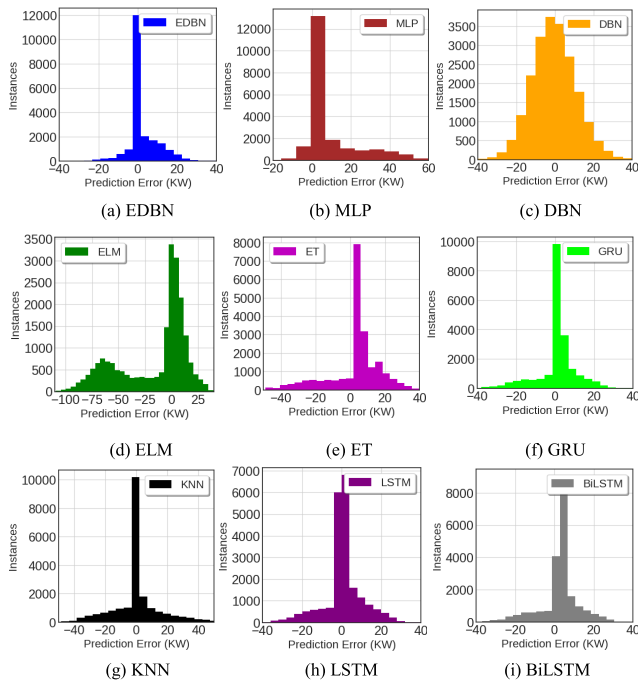 EDBN
12000
10000
8000
6000
4000
2000
0
Instances
−40 −20 0 20 40
Prediction Error (KW)
(a) EDBN
MLP
14000
12000
10000
8000
6000
4000
2000
0
Instances
−20 0 20 40 60
Prediction Error (KW)
(b) MLP
DBN
3500
3000
2500
2000
1500
1000
500
0
Instances
−40 −20 0 20 40
Prediction Error (KW)
(c) DBN
ELM
3500
3000
2500
2000
1500
1000
500
0
Instances
−100 −75 −50 −25 0 25
Prediction Error (KW)
(d) ELM
ET
8000
7000
6000
5000
4000
3000
2000
1000
0
Instances
−40 −20 0 20 40
Prediction Error (KW)
(e) ET
GRU
10000
8000
6000
4000
2000
0
Instances
−40 −20 0 20 40
Prediction Error (KW)
(f) GRU
KNN
10000
8000
6000
4000
2000
0
Instances
−40 −20 0 20 40
Prediction Error (KW)
(g) KNN
LSTM
7000
6000
5000
4000
3000
2000
1000
0
Instances
−40 −20 0 20 40
Prediction Error (KW)
(h) LSTM
BiLSTM
8000
6000
4000
2000
0
Instances
−40 −20 0 20 40
Prediction Error (KW)
(i) BiLSTM